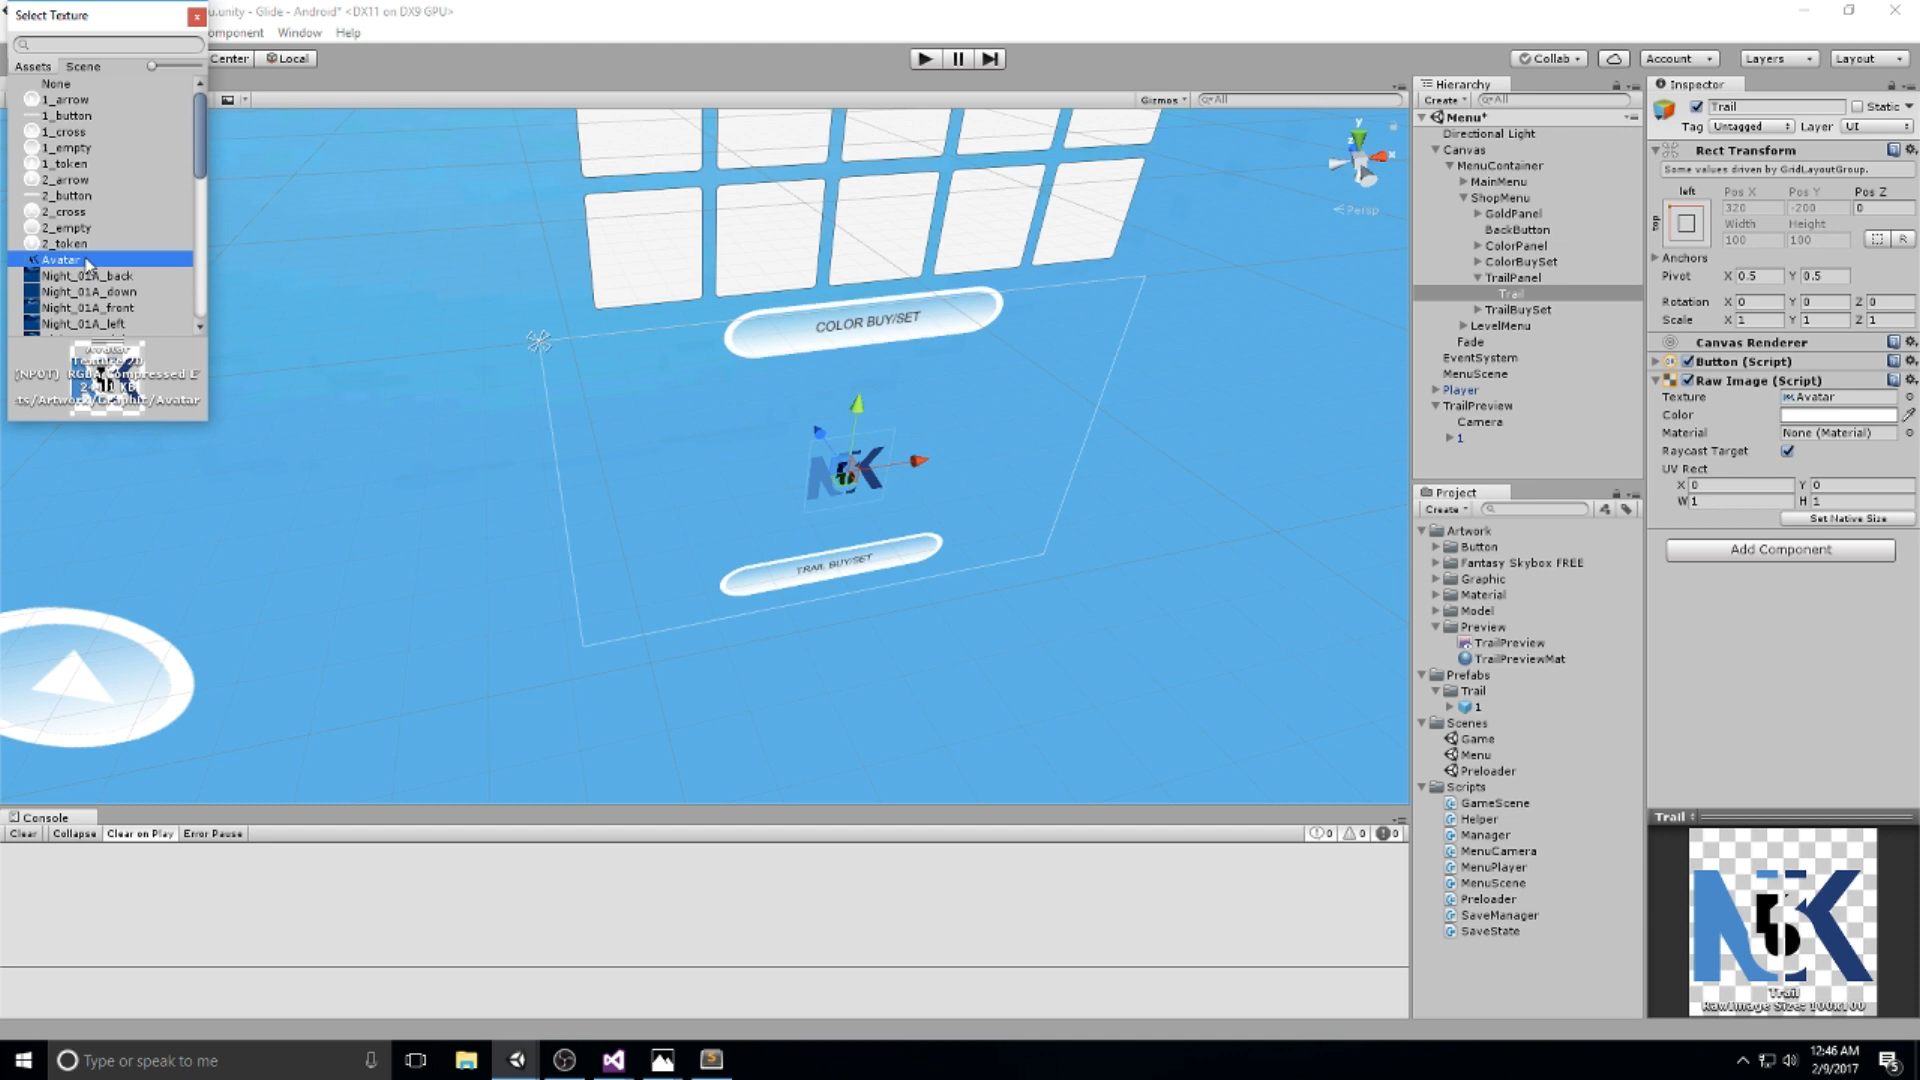 Select Texture
u.unity - Glide - Android* <DX11 on DX9 GPU>
omponent Window Help
Center Local
Collab Account Layers Layout
Assets Scene
None
1_arrow
1_button
1_cross
1_empty
1_token
2_arrow
2_button
2_cross
2_empty
2_token
Avatar
Night_01A_back
Night_01A_down
Night_01A_front
Night_01A_left
Avatar
(NPOT) RGBA Compressed
ts/Artwork/Graphic/Avatar
Gizmos All
y
x
z
Persp
COLOR BUY/SET
TRAIL BUY/SET
NK
Hierarchy
Create All
Menu*
Directional Light
Canvas
MenuContainer
MainMenu
ShopMenu
GoldPanel
BackButton
ColorPanel
ColorBuySet
TrailPanel
Trail
TrailBuySet
LevelMenu
Fade
EventSystem
MenuScene
Player
TrailPreview
Camera
1
Project
Create
Artwork
Button
Fantasy Skybox FREE
Graphic
Material
Model
Preview
TrailPreview
TrailPreviewMat
Prefabs
Trail
1
Scenes
Game
Menu
Preloader
Scripts
GameScene
Helper
Manager
MenuCamera
MenuPlayer
MenuScene
Preloader
SaveManager
SaveState
Inspector
Trail Static
Tag Untagged Layer UI
Rect Transform
Some values driven by GridLayoutGroup.
left Pos X Pos Y Pos Z
top 320 -200 0
Width Height
100 100 R
Anchors
Pivot X 0.5 Y 0.5
Rotation X 0 Y 0 Z 0
Scale X 1 Y 1 Z 1
Canvas Renderer
Button (Script)
Raw Image (Script)
Texture Avatar
Color
Material None (Material)
Raycast Target
UV Rect
X 0 Y 0
W 1 H 1
Set Native Size
Add Component
Trail
Trail
RawImage Size: 100x100
Console
Clear Collapse Clear on Play Error Pause
0 0 0
Type or speak to me
12:46 AM
2/9/2017
5